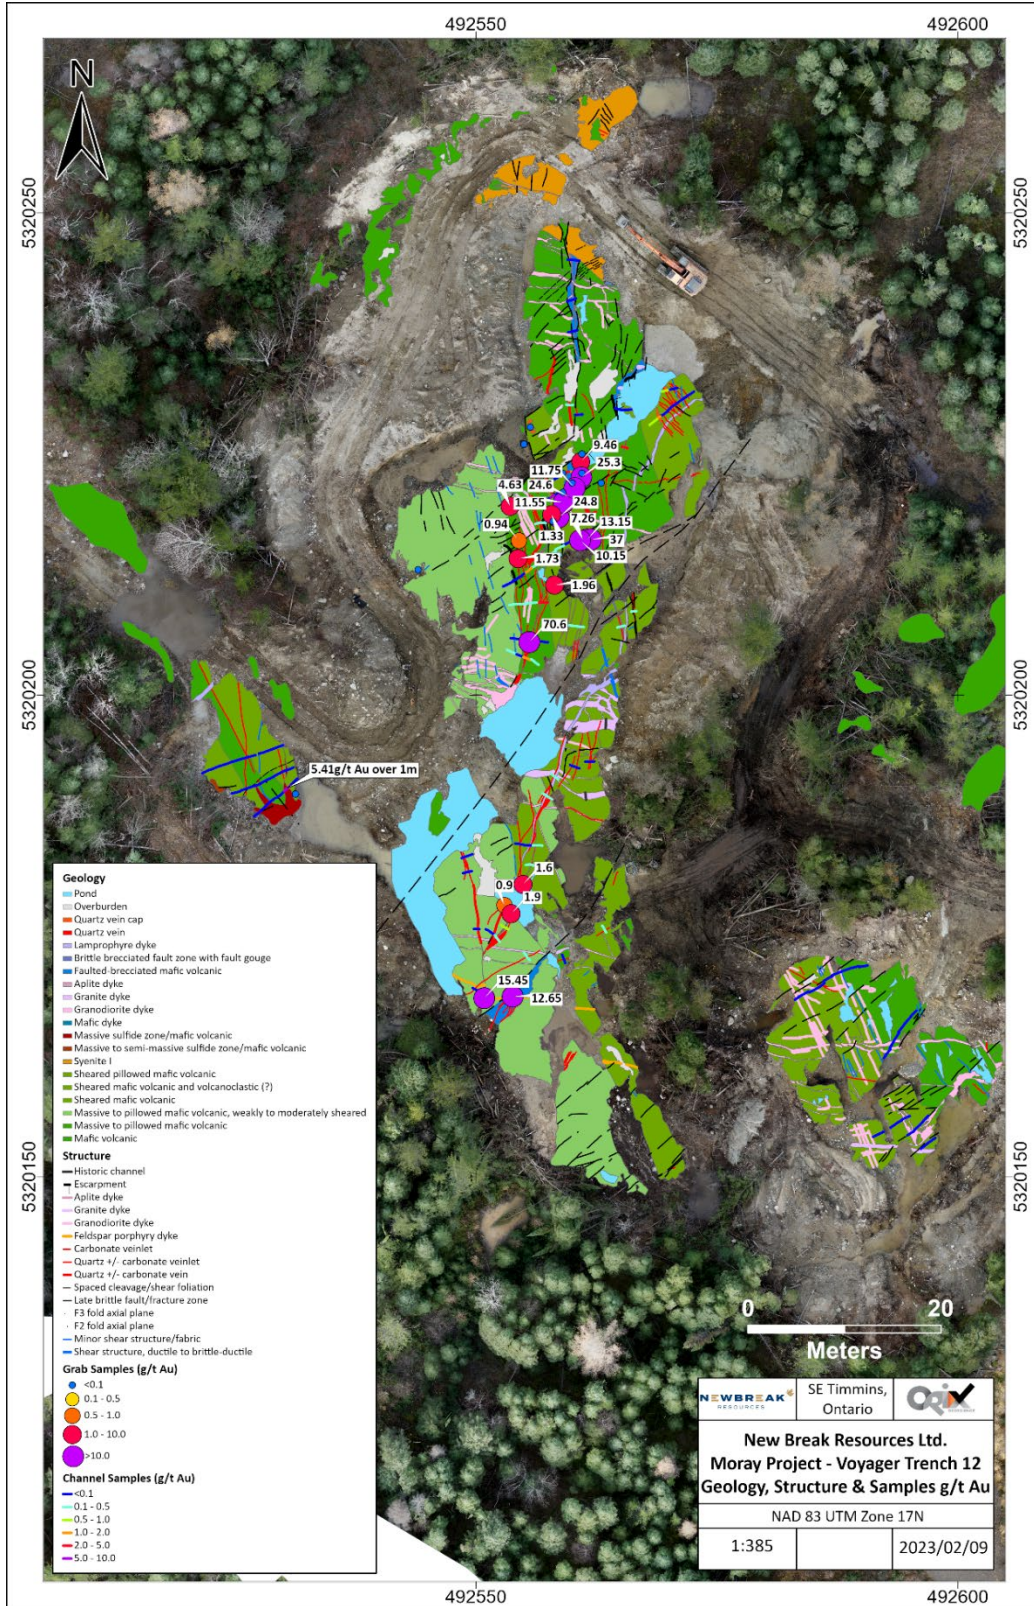 492550
492600
N
5320250
5320250
9.46
25.3
11.75
24.6
4.63
11.55
24.8
7.26
13.15
0.94
1.33
37
10.15
1.73
1.96
70.6
5320200
5320200
5.41g/t Au over 1m
1.6
0.9
1.9
15.45
12.65
5320150
5320150
Geology
Pond
Overburden
Quartz vein cap
Quartz vein
Lamprophyre dyke
Brittle brecciated fault zone with fault gouge
Faulted-brecciated mafic volcanic
Aplite dyke
Granite dyke
Granodiorite dyke
Mafic dyke
Massive sulfide zone/mafic volcanic
Massive to semi-massive sulfide zone/mafic volcanic
Syenite I
Sheared pillowed mafic volcanic
Sheared mafic volcanic and volcanoclastic (?)
Sheared mafic volcanic
Massive to pillowed mafic volcanic, weakly to moderately sheared
Massive to pillowed mafic volcanic
Mafic volcanic
Structure
Historic channel
Escarpment
Aplite dyke
Granite dyke
Granodiorite dyke
Feldspar porphyry dyke
Carbonate veinlet
Quartz +/- carbonate veinlet
Quartz +/- carbonate vein
Spaced cleavage/shear foliation
Late brittle fault/fracture zone
F3 fold axial plane
F2 fold axial plane
Minor shear structure/fabric
Shear structure, ductile to brittle-ductile
Grab Samples (g/t Au)
<0.1
0.1 - 0.5
0.5 - 1.0
1.0 - 10.0
>10.0
Channel Samples (g/t Au)
<0.1
0.1 - 0.5
0.5 - 1.0
1.0 - 2.0
2.0 - 5.0
5.0 - 10.0
0 20
Meters
NEWBREAK
RESOURCES
SE Timmins,
Ontario
Orix
New Break Resources Ltd.
Moray Project - Voyager Trench 12
Geology, Structure & Samples g/t Au
NAD 83 UTM Zone 17N
1:385
2023/02/09
492550
492600